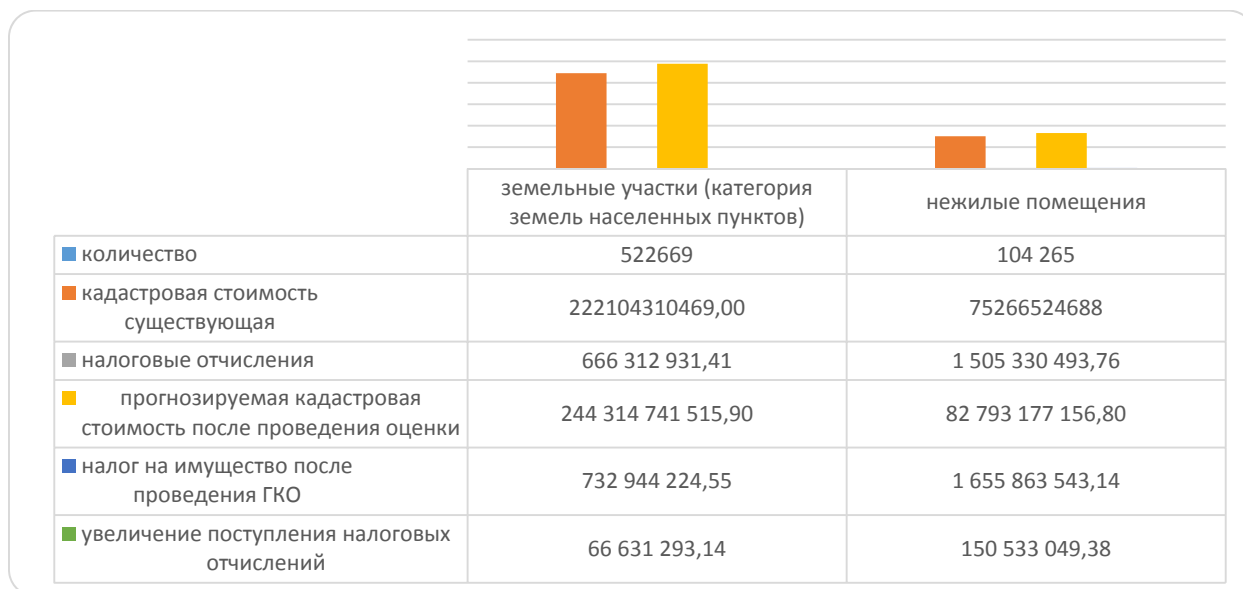 земельные участки (категория
земель населенных пунктов)
нежилые помещения
количество
522669
104 265
кадастровая стоимость
существующая
222104310469,00
75266524688
налоговые отчисления
666 312 931,41
1 505 330 493,76
прогнозируемая кадастровая
стоимость после проведения оценки
244 314 741 515,90
82 793 177 156,80
налог на имущество после
проведения ГКО
732 944 224,55
1 655 863 543,14
увеличение поступления налоговых
отчислений
66 631 293,14
150 533 049,38